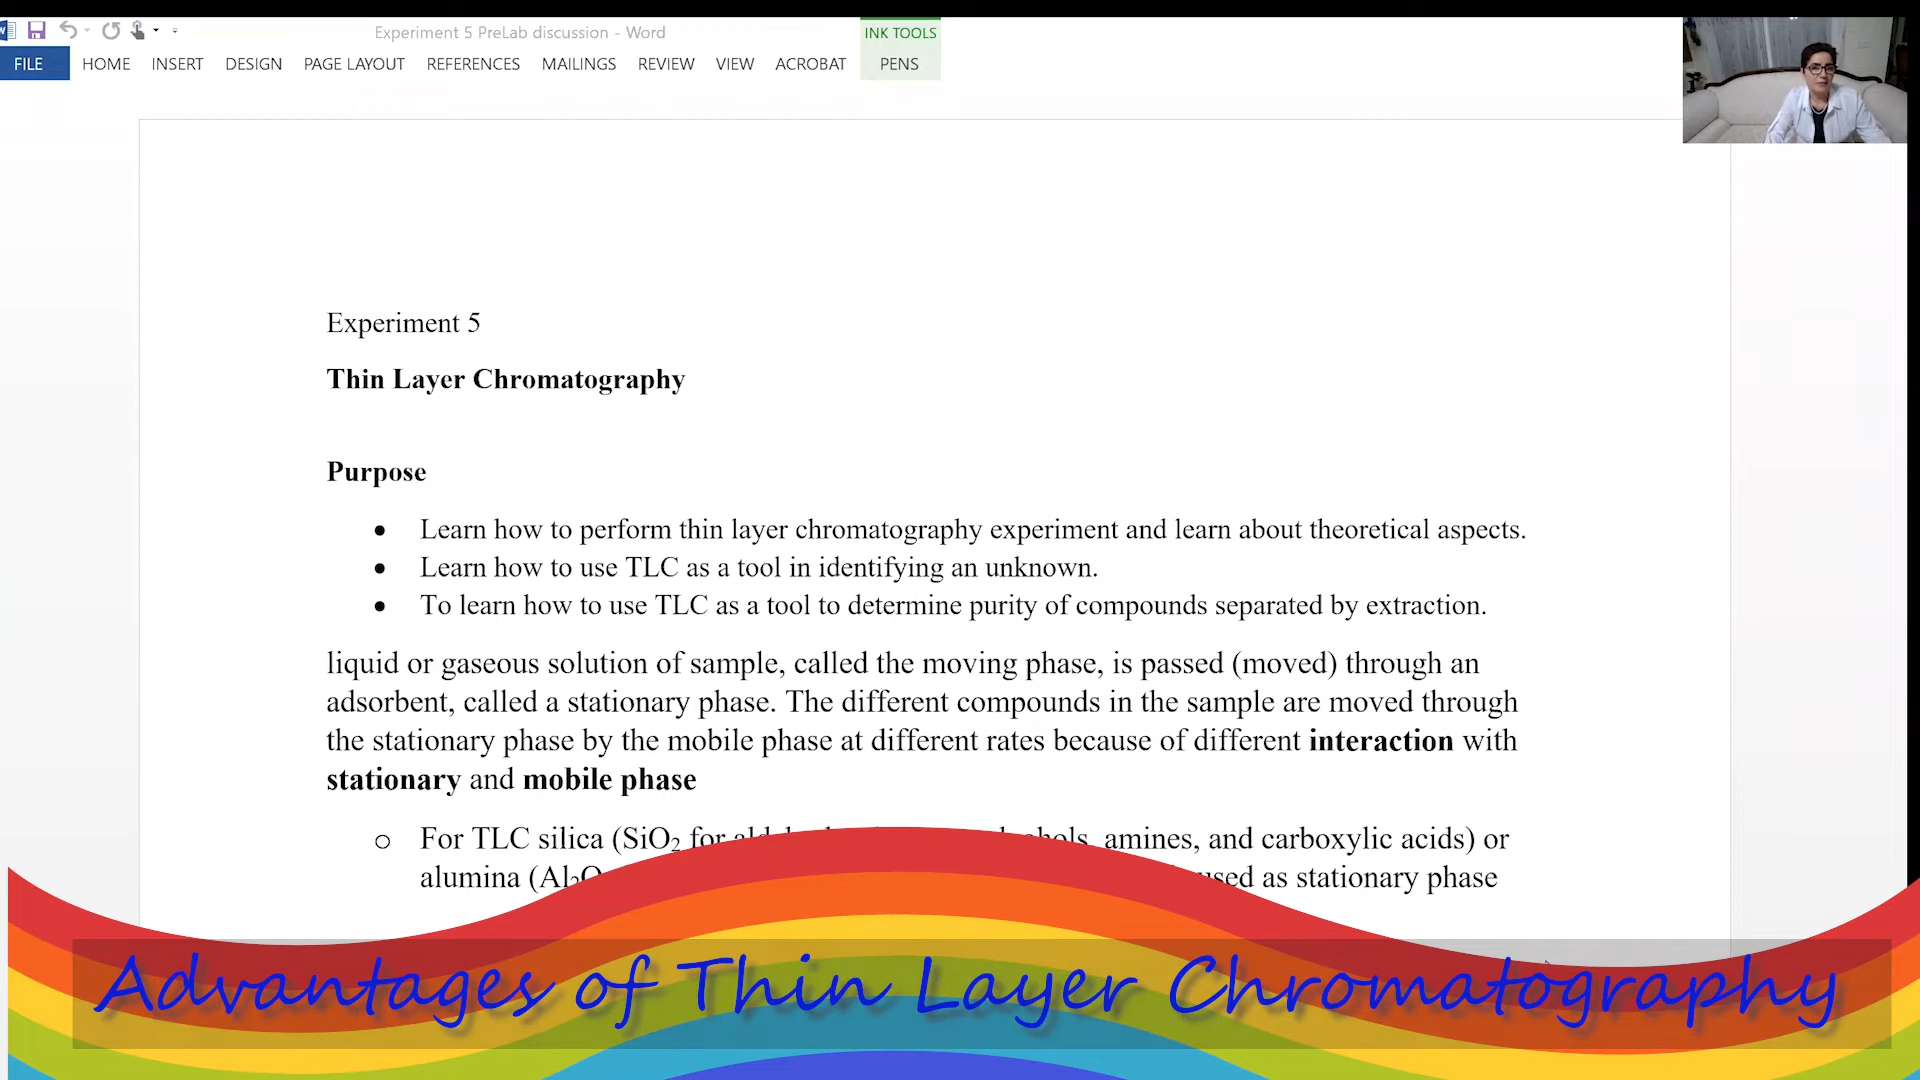 Experiment 5 PreLab discussion - Word
INK TOOLS
FILE HOME INSERT DESIGN PAGE LAYOUT REFERENCES MAILINGS REVIEW VIEW ACROBAT PENS
Experiment 5
Thin Layer Chromatography
Purpose
• Learn how to perform thin layer chromatography experiment and learn about theoretical aspects.
• Learn how to use TLC as a tool in identifying an unknown.
• To learn how to use TLC as a tool to determine purity of compounds separated by extraction.
liquid or gaseous solution of sample, called the moving phase, is passed (moved) through an
adsorbent, called a stationary phase. The different compounds in the sample are moved through
the stationary phase by the mobile phase at different rates because of different interaction with
stationary and mobile phase
o For TLC silica (SiO₂ for amines, and carboxylic acids) or
alumina used as stationary phase
Advantages of Thin Layer Chromatography